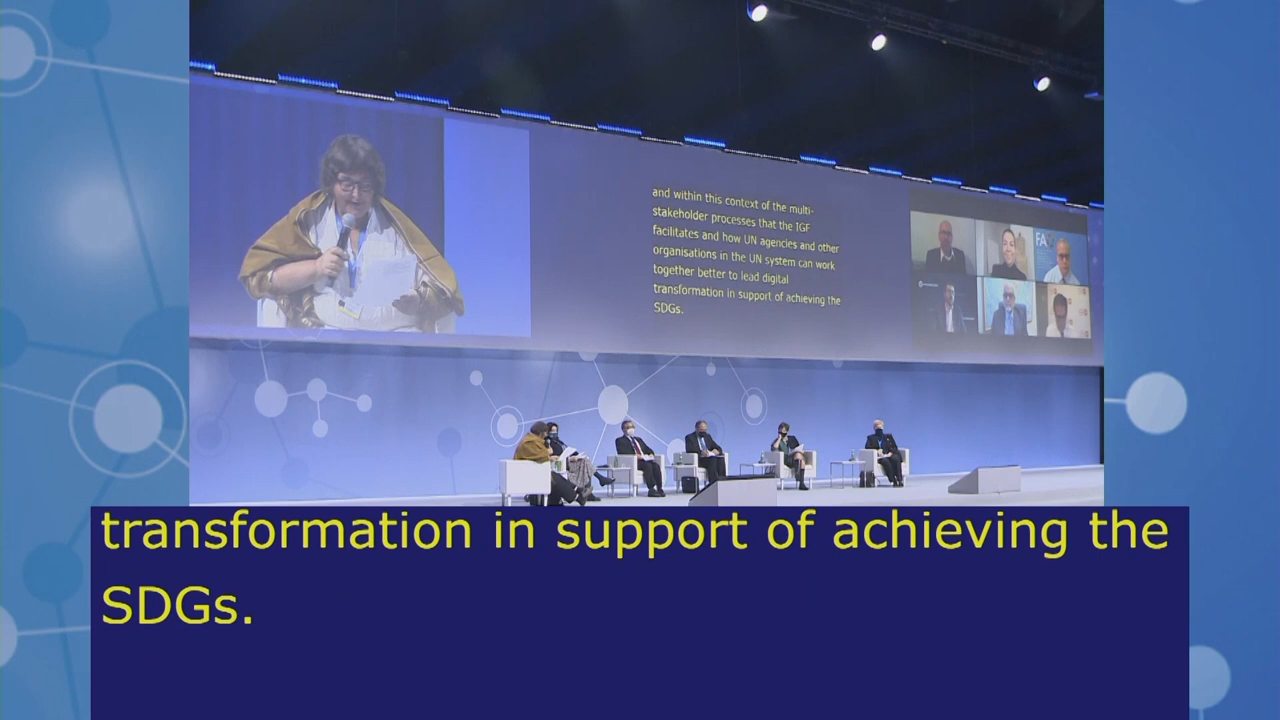 and within this context of the multi-
stakeholder processes that the IGF
facilitates and how UN agencies and other
organisations in the UN system can work
together better to lead digital
transformation in support of achieving the
SDGs.
transformation in support of achieving the
SDGs.